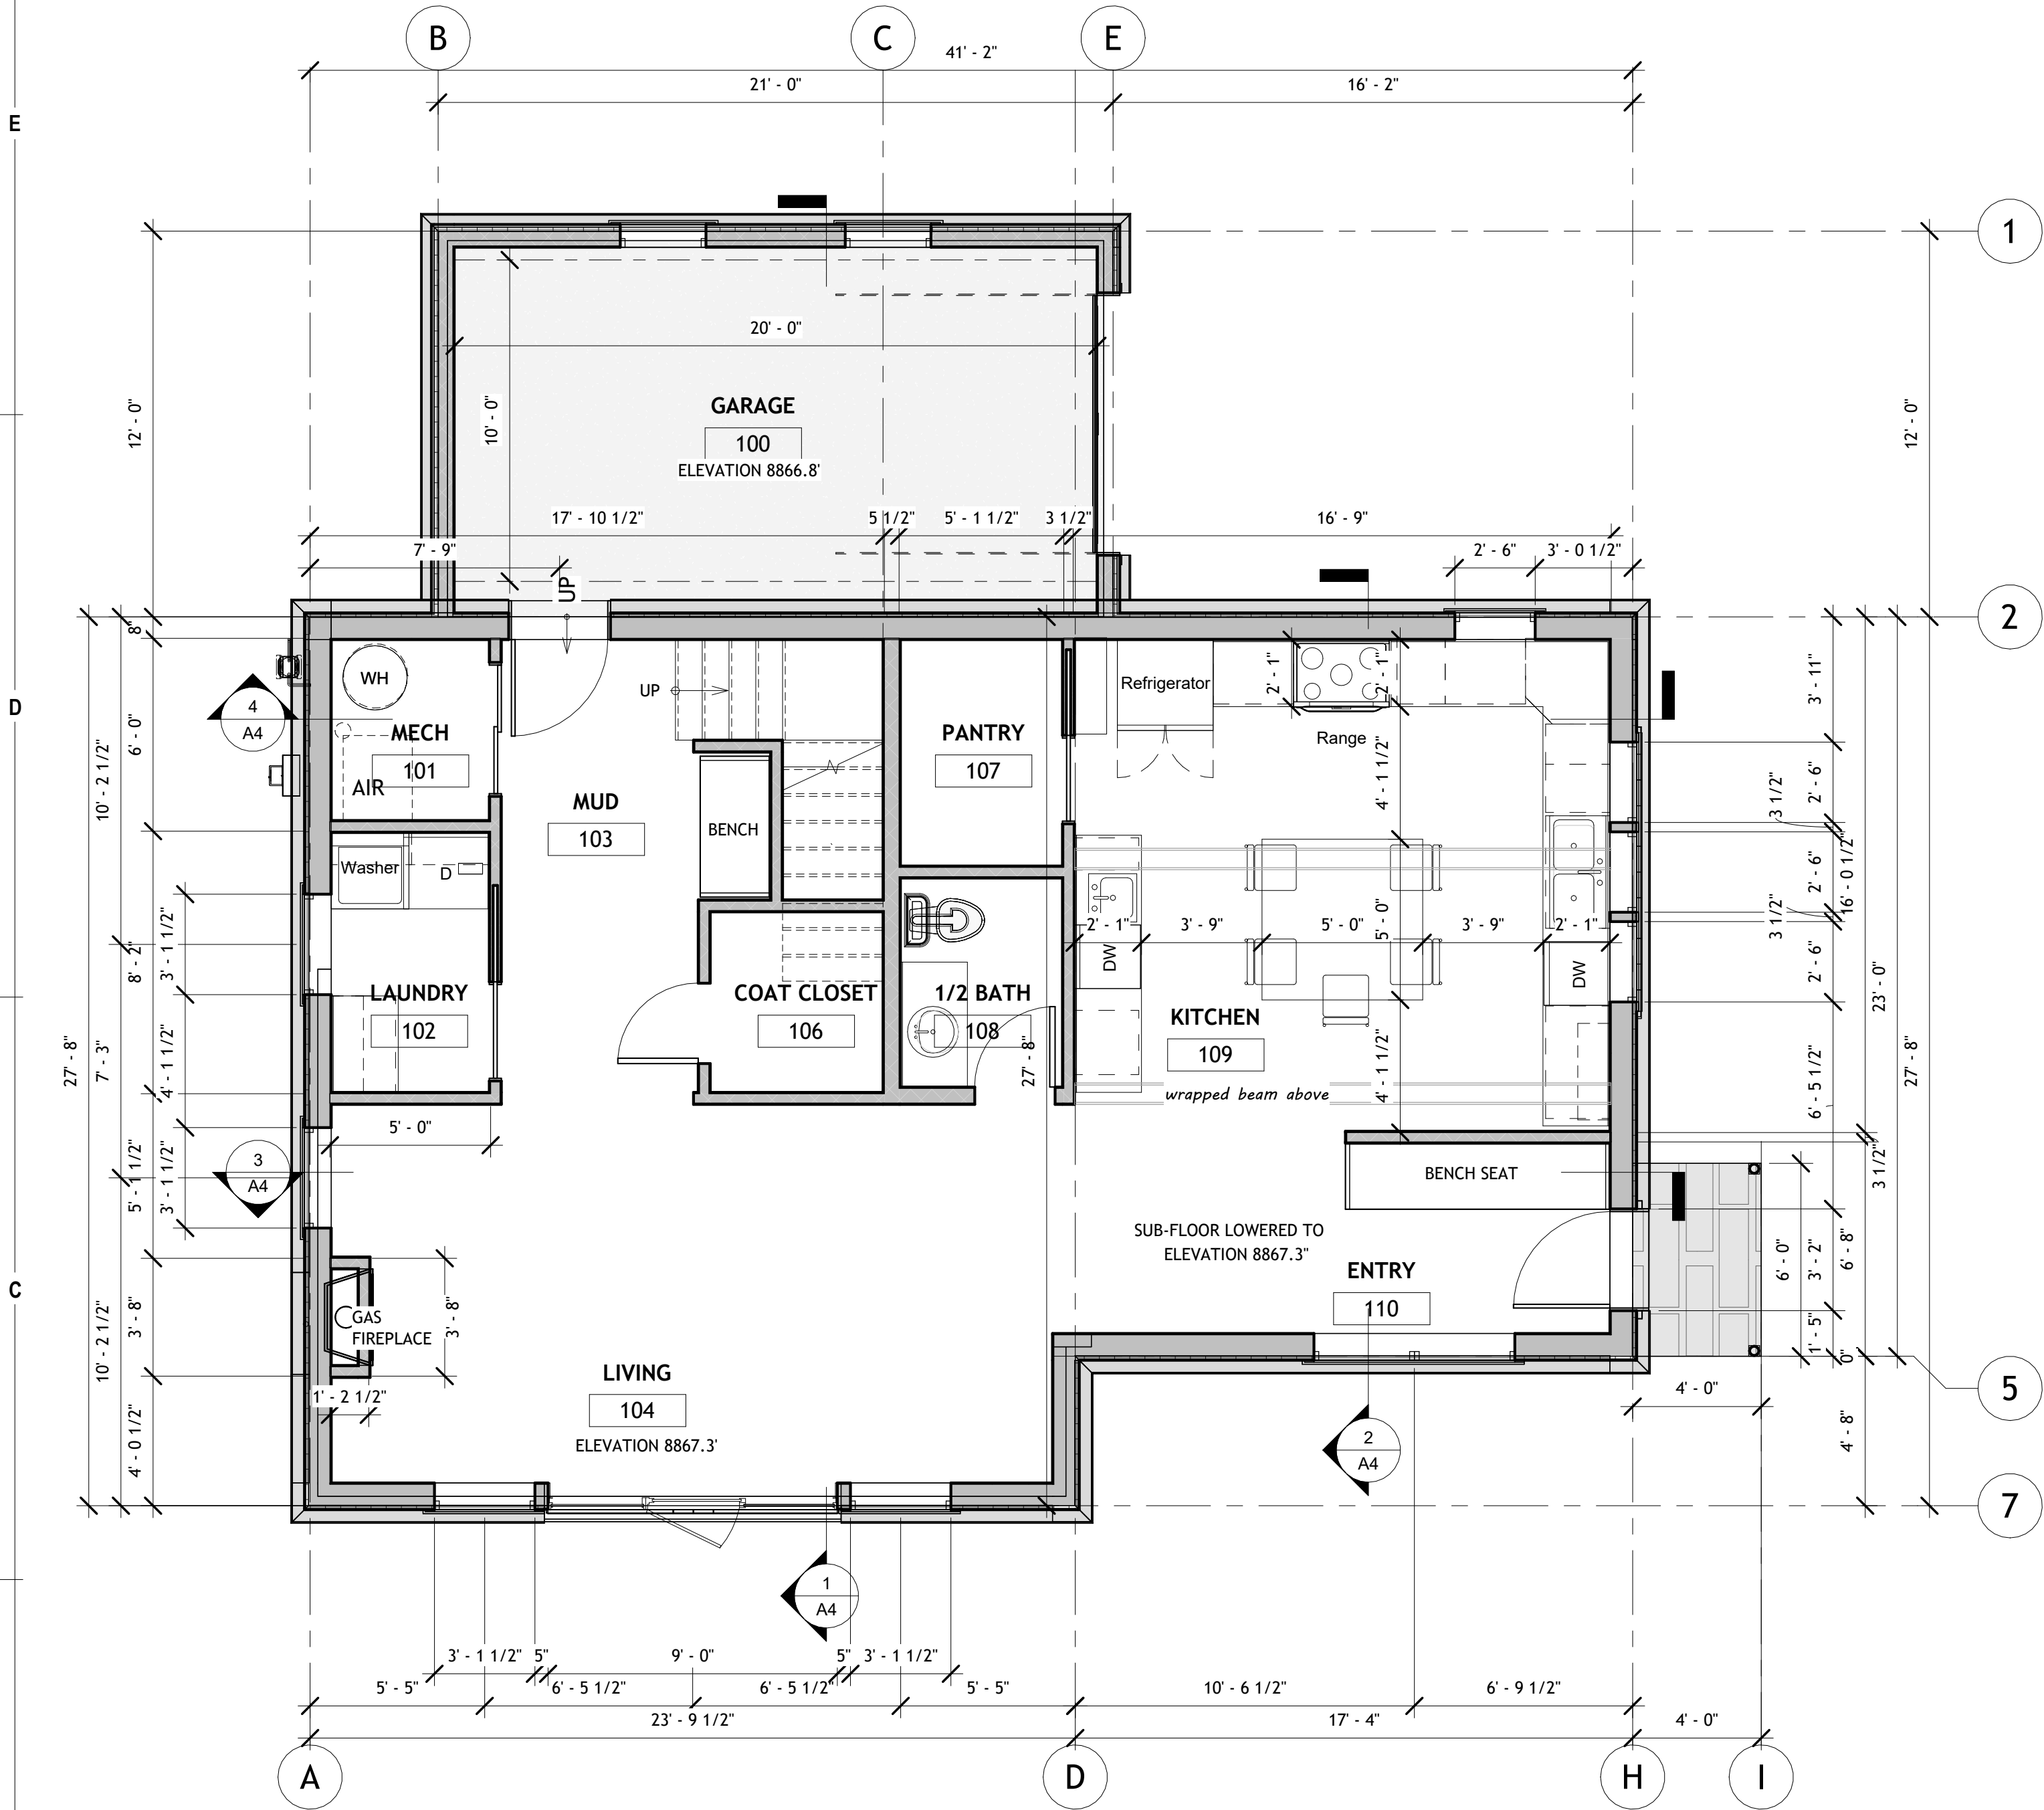 B
C
E
41' - 2"
21' - 0"
16' - 2"
E
1
20' - 0"
12' - 0"
10' - 0"
GARAGE
100
ELEVATION 8866.8'
12' - 0"
17' - 10 1/2"
5 1/2"
5' - 1 1/2"
3 1/2"
16' - 9"
7' - 9"
2' - 6"
3' - 0 1/2"
UP
2
8"
WH
UP
Refrigerator
2' - 1"
2' - 1"
3' - 11"
D
4
A4
6' - 0"
MECH
101
AIR
PANTRY
107
Range
4' - 1 1/2"
10' - 2 1/2"
MUD
103
BENCH
3 1/2"
2' - 6"
Washer
D
2' - 6"
16' - 0 1/2"
3 1/2"
2' - 1"
3' - 9"
5' - 0"
5' - 0"
3' - 9"
2' - 1"
8' - 2"
3' - 1 1/2"
DW
DW
2' - 6"
23' - 0"
LAUNDRY
102
COAT CLOSET
106
1/2 BATH
108
KITCHEN
109
27' - 8"
7' - 3"
4' - 1 1/2"
27' - 8"
4' - 1 1/2"
6' - 5 1/2"
27' - 8"
wrapped beam above
5' - 0"
3
A4
5' - 1 1/2"
3' - 1 1/2"
BENCH SEAT
3 1/2"
SUB-FLOOR LOWERED TO
ELEVATION 8867.3"
6' - 0"
3' - 2"
6' - 8"
C
ENTRY
110
GAS
FIREPLACE
3' - 8"
3' - 8"
10' - 2 1/2"
1' - 5"
0"
LIVING
104
ELEVATION 8867.3'
1' - 2 1/2"
4' - 0"
5
4' - 0 1/2"
2
A4
4' - 8"
7
1
A4
3' - 1 1/2"
5"
9' - 0"
5"
3' - 1 1/2"
5' - 5"
6' - 5 1/2"
6' - 5 1/2"
5' - 5"
10' - 6 1/2"
6' - 9 1/2"
23' - 9 1/2"
17' - 4"
4' - 0"
A
D
H
I